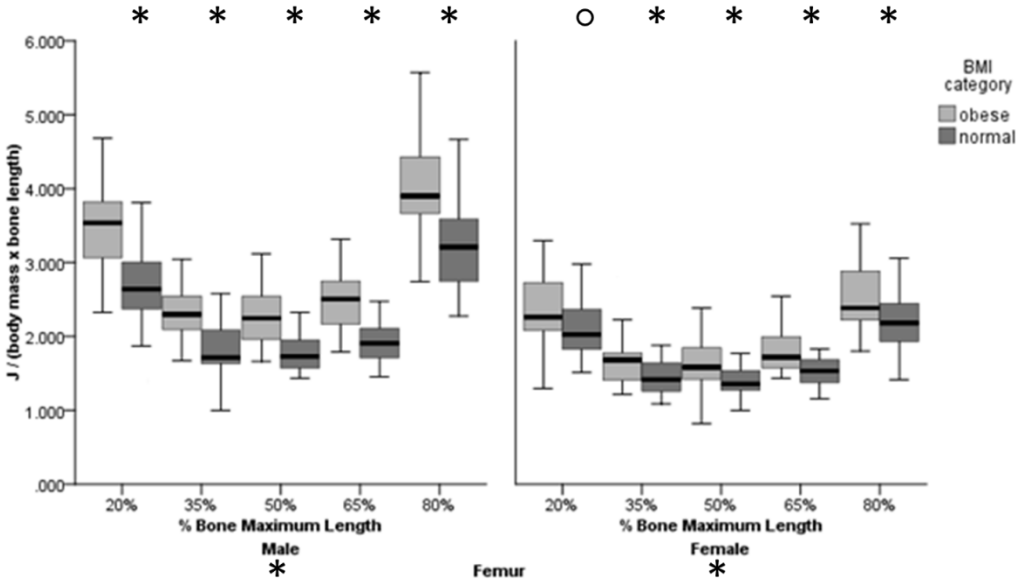 * * * * * ○ * * * *
6.000
5.000
4.000
3.000
2.000
1.000
.000
J / (body mass x bone length)
BMI
category
obese
normal
20% 35% 50% 65% 80% 20% 35% 50% 65% 80%
% Bone Maximum Length % Bone Maximum Length
Male Female
* Femur *